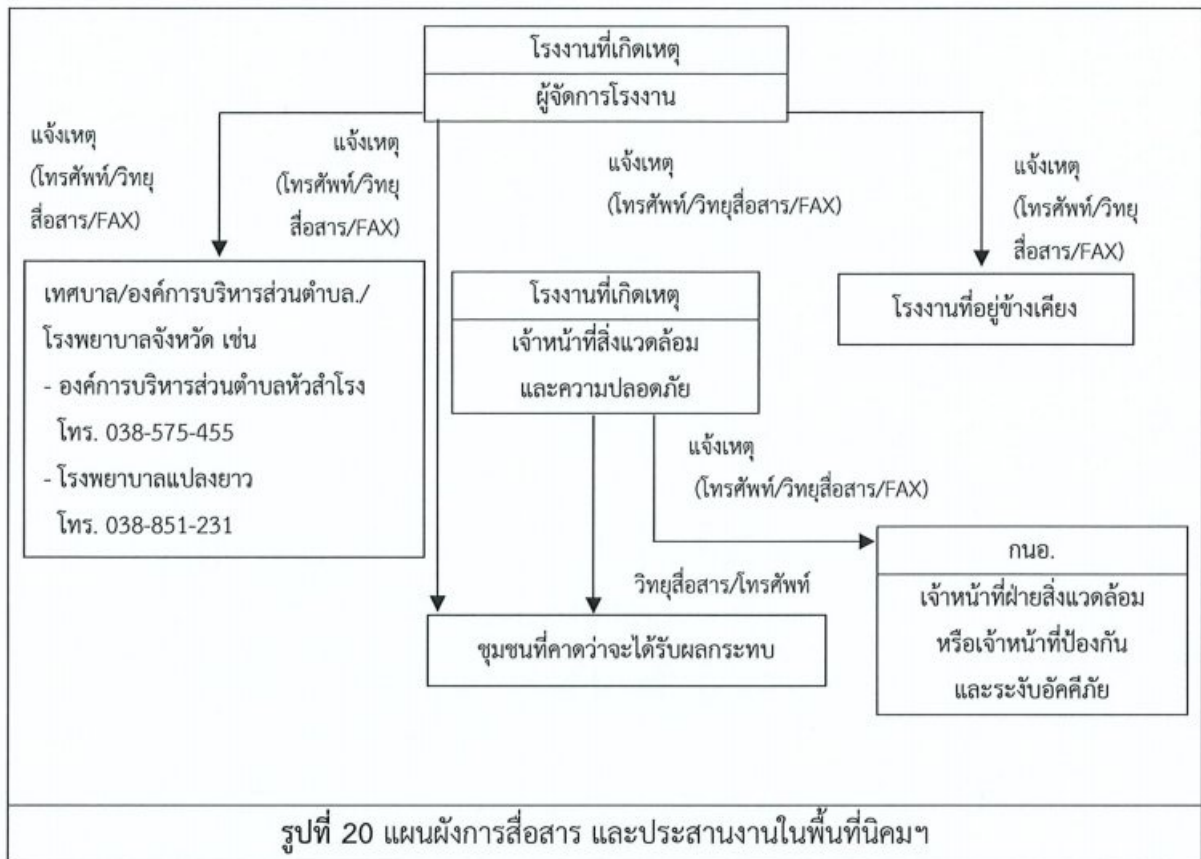 โรงงานที่เกิดเหตุ
ผู้จัดการโรงงาน
แจ้งเหตุ
(โทรศัพท์/วิทยุ
สื่อสาร/FAX)
แจ้งเหตุ
(โทรศัพท์/วิทยุ
สื่อสาร/FAX)
แจ้งเหตุ
(โทรศัพท์/วิทยุสื่อสาร/FAX)
แจ้งเหตุ
(โทรศัพท์/วิทยุ
สื่อสาร/FAX)
เทศบาล/องค์การบริหารส่วนตำบล./
โรงพยาบาลจังหวัด เช่น
- องค์การบริหารส่วนตำบลหัวสำโรง
โทร. 038-575-455
- โรงพยาบาลแปลงยาว
โทร. 038-851-231
โรงงานที่เกิดเหตุ
เจ้าหน้าที่สิ่งแวดล้อม
และความปลอดภัย
โรงงานที่อยู่ข้างเคียง
แจ้งเหตุ
(โทรศัพท์/วิทยุสื่อสาร/FAX)
วิทยุสื่อสาร/โทรศัพท์
ชุมชนที่คาดว่าจะได้รับผลกระทบ
กนอ.
เจ้าหน้าที่ฝ่ายสิ่งแวดล้อม
หรือเจ้าหน้าที่ป้องกัน
และระงับอัคคีภัย
รูปที่ 20 แผนผังการสื่อสาร และประสานงานในพื้นที่นิคมฯ